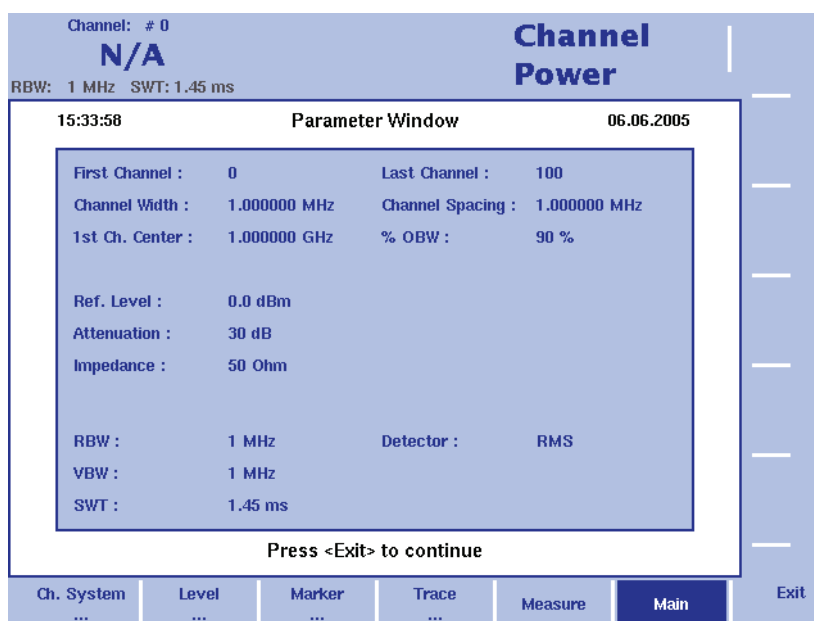 Channel: # 0
N/A
RBW: 1 MHz SWT: 1.45 ms
Channel
Power
15:33:58 Parameter Window 06.06.2005
First Channel : 0 Last Channel : 100
Channel Width : 1.000000 MHz Channel Spacing : 1.000000 MHz
1st Ch. Center : 1.000000 GHz % OBW : 90 %
Ref. Level : 0.0 dBm
Attenuation : 30 dB
Impedance : 50 Ohm
RBW : 1 MHz Detector : RMS
VBW : 1 MHz
SWT : 1.45 ms
Press <Exit> to continue
Ch. System ... Level ... Marker ... Trace ... Measure Main Exit